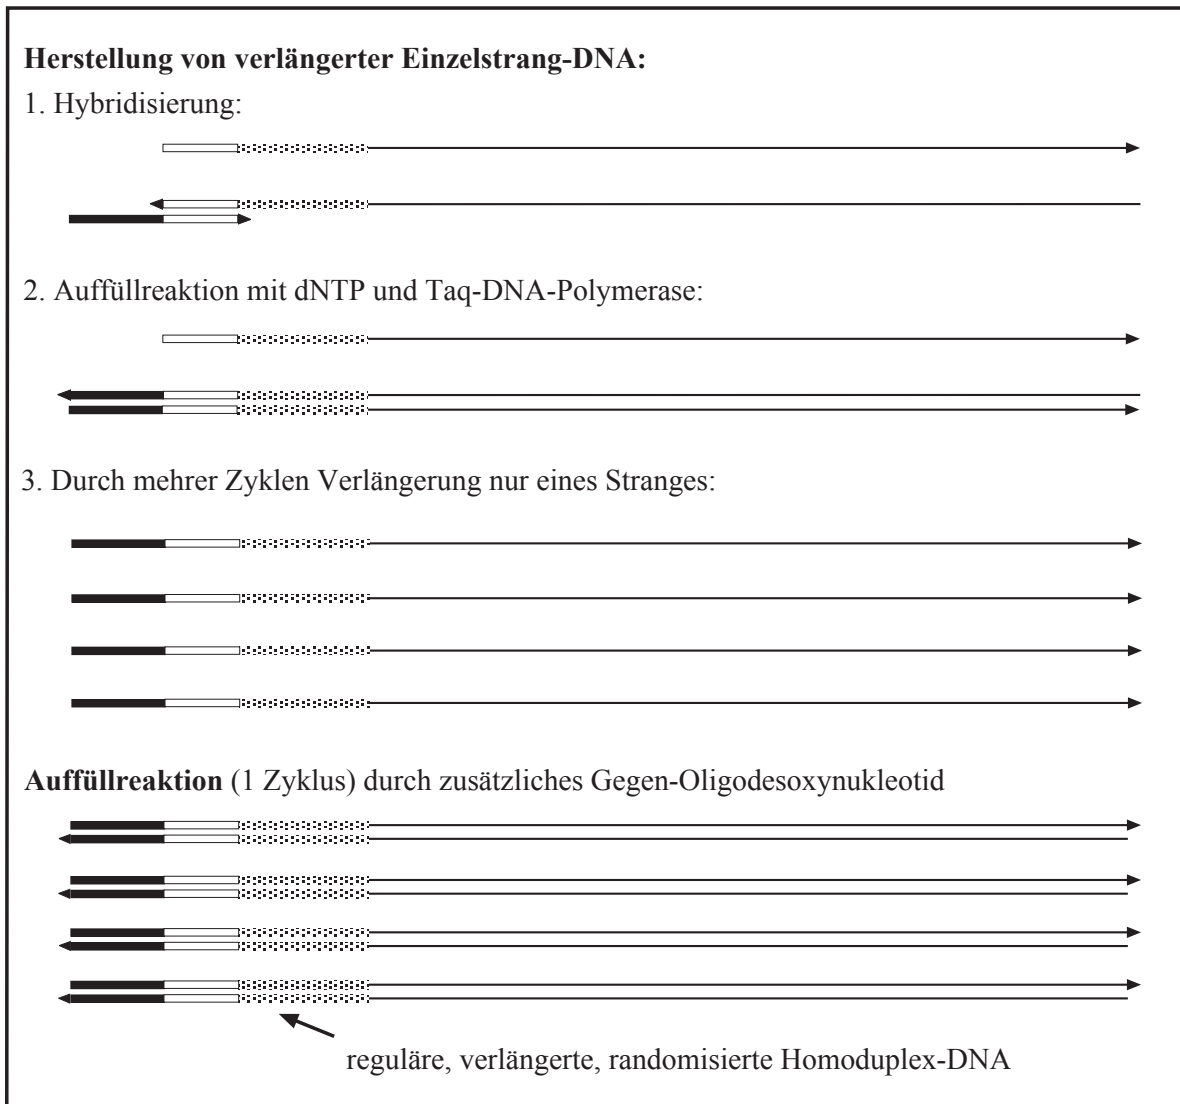 Herstellung von verlängerter Einzelstrang-DNA:
1. Hybridisierung:
2. Auffüllreaktion mit dNTP und Taq-DNA-Polymerase:
3. Durch mehrer Zyklen Verlängerung nur eines Stranges:
Auffüllreaktion (1 Zyklus) durch zusätzliches Gegen-Oligodesoxynukleotid
reguläre, verlängerte, randomisierte Homoduplex-DNA